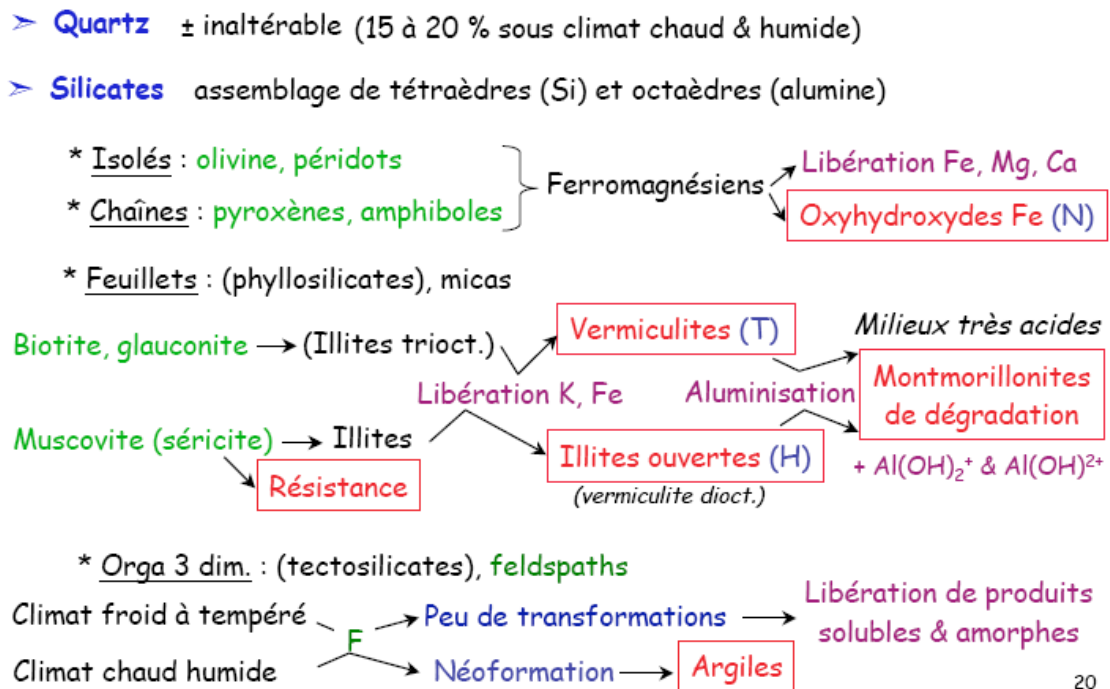 ➤ Quartz ± inaltérable (15 à 20 % sous climat chaud & humide)
➤ Silicates assemblage de tétraèdres (Si) et octaèdres (alumine)
* Isolés : olivine, péridots
* Chaînes : pyroxènes, amphiboles
Ferromagnésiens
Libération Fe, Mg, Ca
Oxyhydroxydes Fe (N)
* Feuillets : (phyllosilicates), micas
Biotite, glauconite → (Illites trioct.)
Muscovite (séricite) → Illites
Résistance
Libération K, Fe
Vermiculites (T)
Illites ouvertes (H)
(vermiculite dioct.)
Aluminisation
Milieux très acides
Montmorillonites
de dégradation
+ Al(OH)₂⁺ & Al(OH)²⁺
* Orga 3 dim. : (tectosilicates), feldspaths
Climat froid à tempéré
Climat chaud humide
F
Peu de transformations →
Libération de produits
solubles & amorphes
Néoformation → Argiles
20